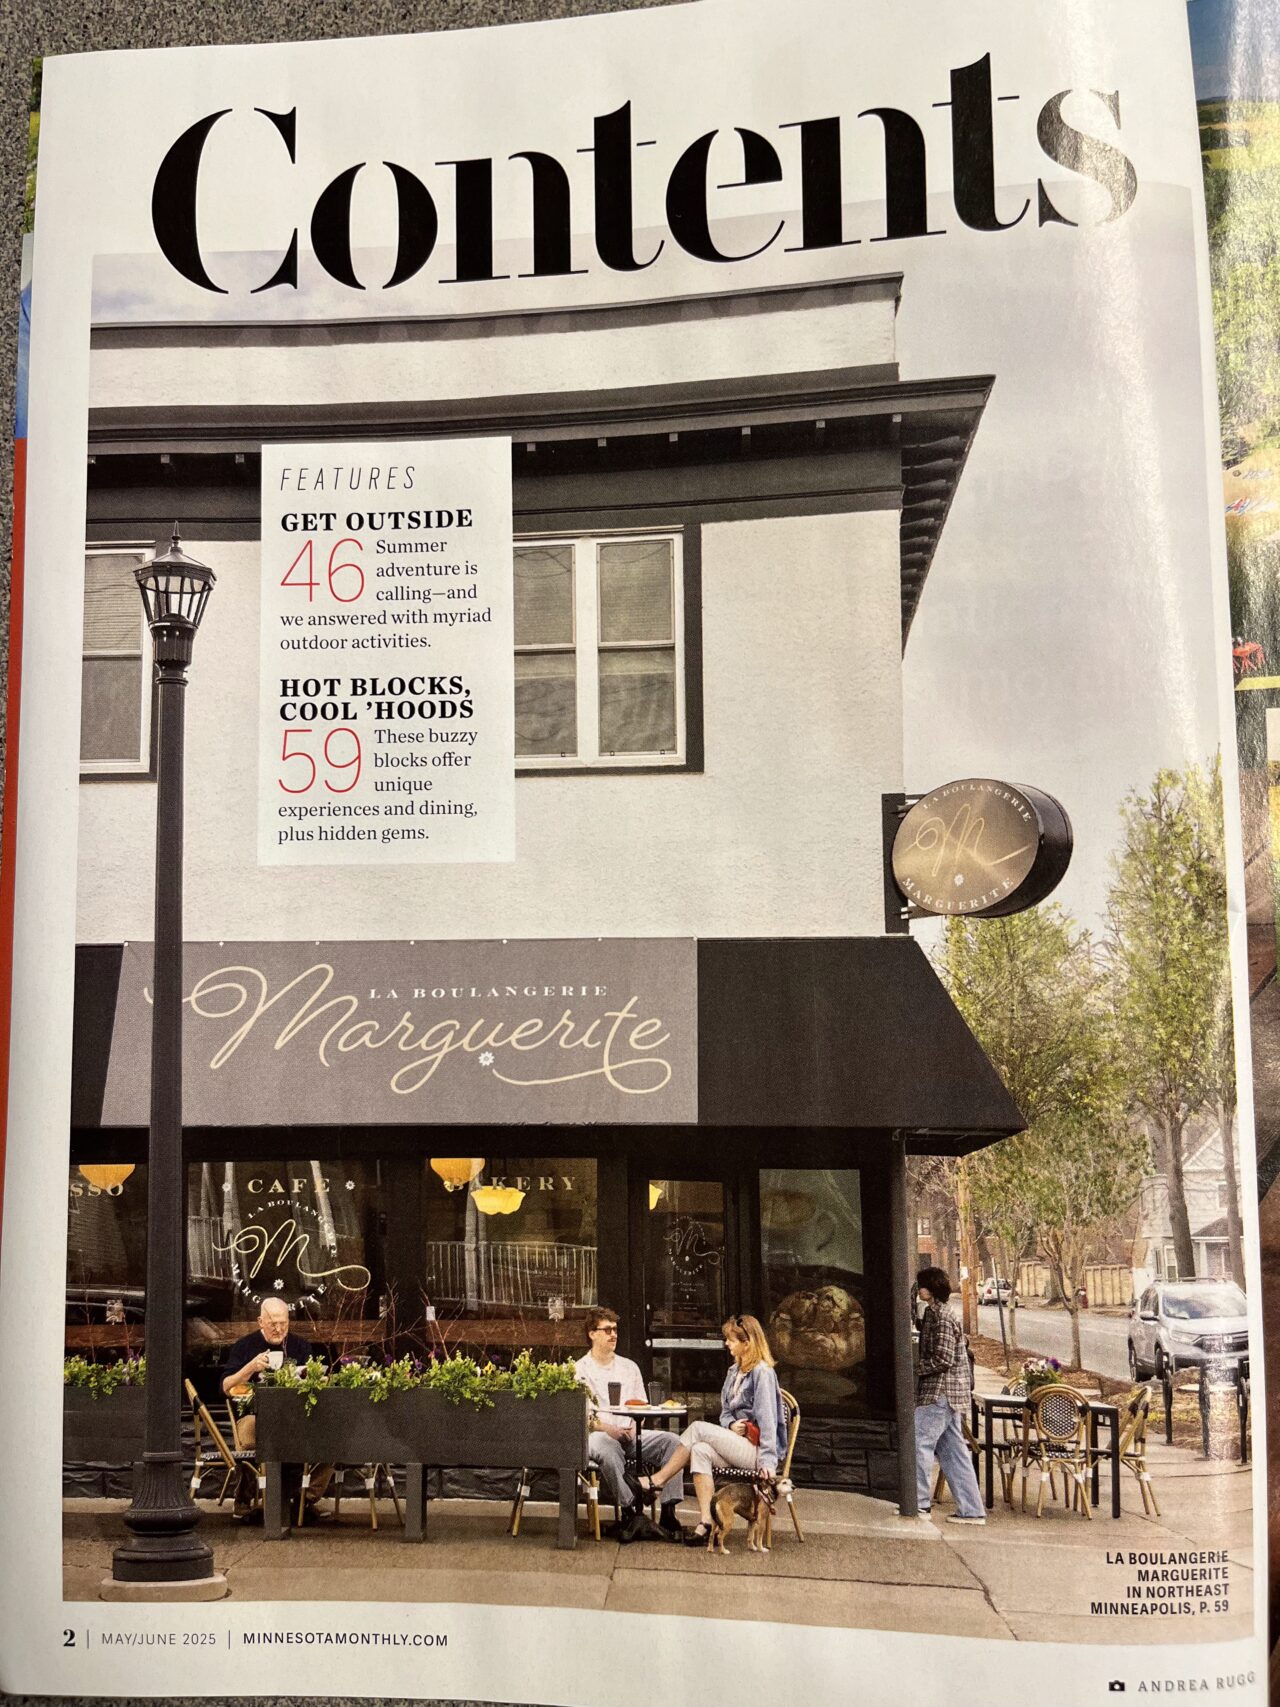 Contents
FEATURES
GET OUTSIDE
46
Summer
adventure is
calling—and
we answered with myriad
outdoor activities.
HOT BLOCKS,
COOL ’HOODS
59
These buzzy
blocks offer
unique
experiences and dining,
plus hidden gems.
LA BOULANGERIE
M
MARGUERITE
LA BOULANGERIE
Marguerite
SSO
CAFE
BAKERY
LA BOULANGERIE
M
MARGUERITE
LA BOULANGERIE
MARGUERITE
IN NORTHEAST
MINNEAPOLIS, P. 59
2 | MAY/JUNE 2025 | MINNESOTAMONTHLY.COM
ANDREA RUGG